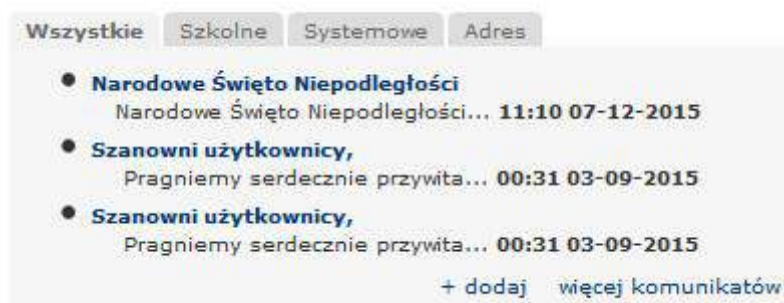 Wszystkie Szkolne Systemowe Adres
Narodowe Święto Niepodległości
Narodowe Święto Niepodległości... 11:10 07-12-2015
Szanowni użytkownicy,
Pragniemy serdecznie przywita... 00:31 03-09-2015
Szanowni użytkownicy,
Pragniemy serdecznie przywita... 00:31 03-09-2015
+ dodaj więcej komunikatów